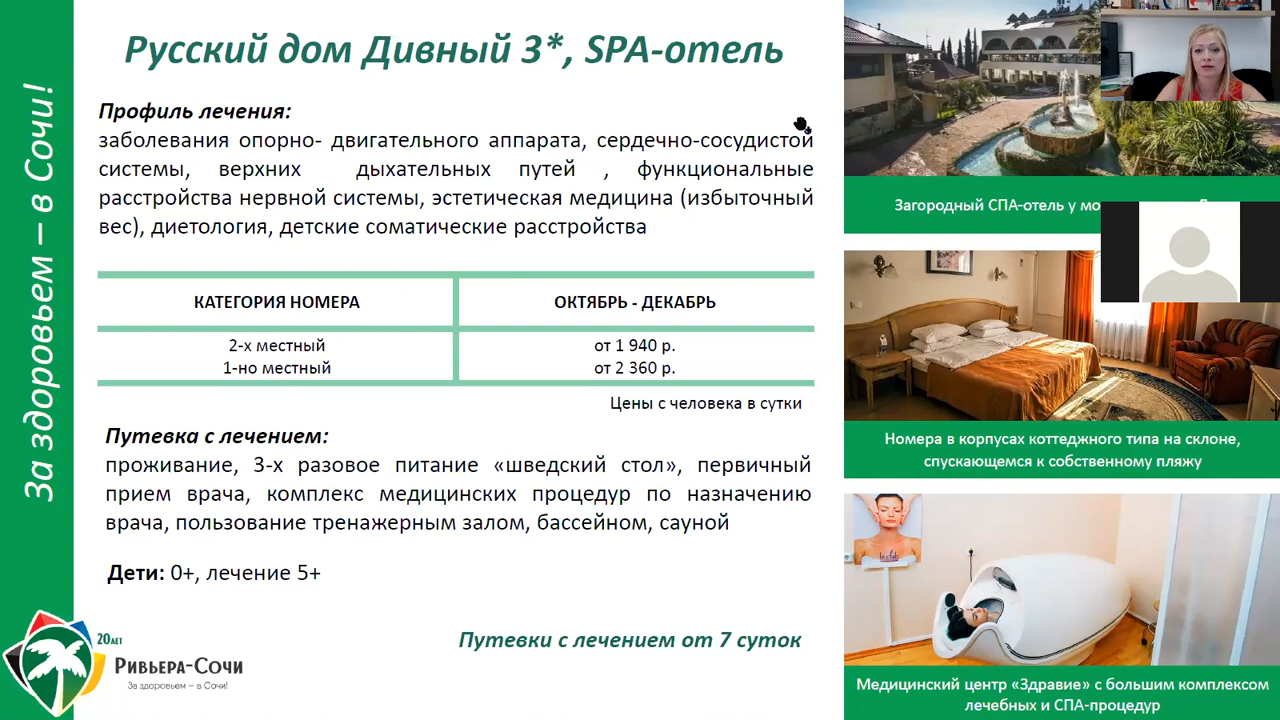 За здоровьем – в Сочи!
Русский дом Дивный 3*, SPA-отель
Профиль лечения:
заболевания опорно- двигательного аппарата, сердечно-сосудистой
системы, верхних дыхательных путей , функциональные
расстройства нервной системы, эстетическая медицина (избыточный
вес), диетология, детские соматические расстройства
КАТЕГОРИЯ НОМЕРА
ОКТЯБРЬ - ДЕКАБРЬ
2-х местный
от 1 940 р.
1-но местный
от 2 360 р.
Цены с человека в сутки
Путевка с лечением:
проживание, 3-х разовое питание «шведский стол», первичный
прием врача, комплекс медицинских процедур по назначению
врача, пользование тренажерным залом, бассейном, сауной
Дети: 0+, лечение 5+
Путевки с лечением от 7 суток
20 ЛЕТ
Ривьера-Сочи
За здоровьем – в Сочи!
Загородный СПА-отель у
Номера в корпусах коттеджного типа на склоне,
спускающемся к собственному пляжу
Медицинский центр «Здравие» с большим комплексом
лечебных и СПА-процедур